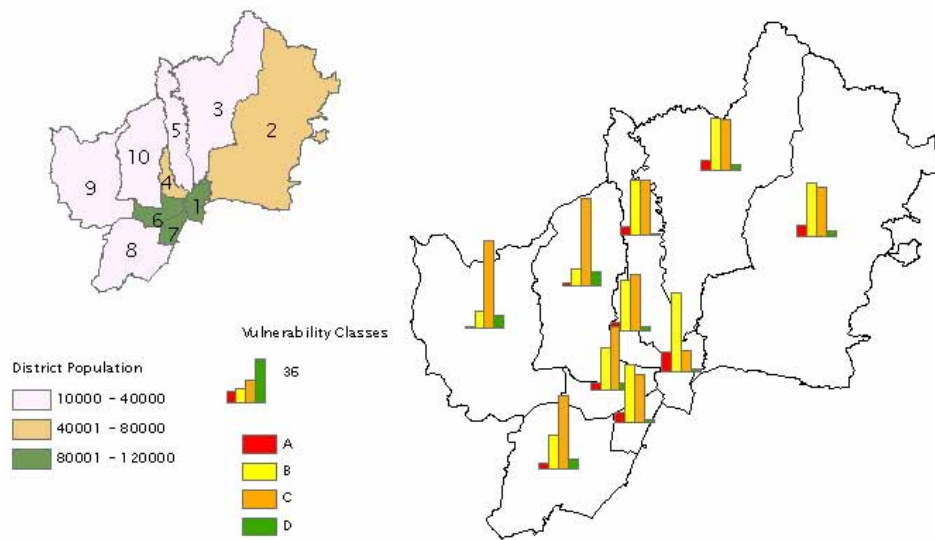 3
2
5
10
9
4
1
6
7
8
Vulnerability Classes
36
District Population
10000 - 40000
40001 - 80000
80001 - 120000
A
B
C
D